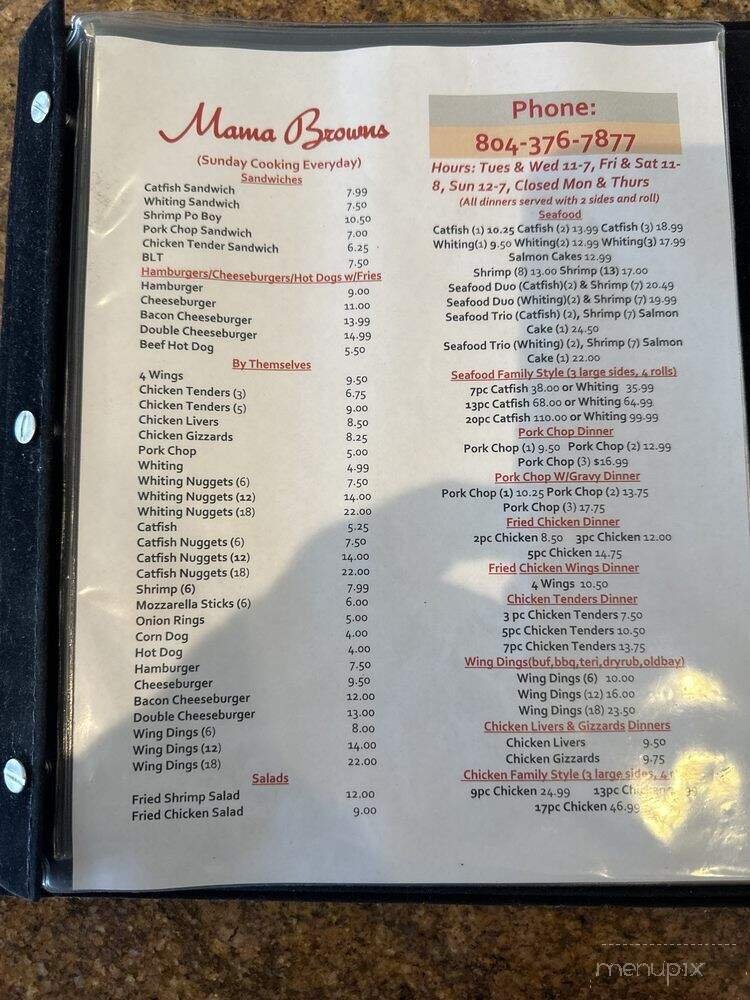 Mama Browns
(Sunday Cooking Everyday)
Sandwiches
Catfish Sandwich 7.99
Whiting Sandwich 7.50
Shrimp Po Boy 10.50
Pork Chop Sandwich 7.00
Chicken Tender Sandwich 6.25
BLT 7.50
Hamburgers/Cheeseburgers/Hot Dogs w/Fries
Hamburger 9.00
Cheeseburger 11.00
Bacon Cheeseburger 13.99
Double Cheeseburger 14.99
Beef Hot Dog 5.50
By Themselves
4 Wings 9.50
Chicken Tenders (3) 6.75
Chicken Tenders (5) 9.00
Chicken Livers 8.50
Chicken Gizzards 8.25
Pork Chop 5.00
Whiting 4.99
Whiting Nuggets (6) 7.50
Whiting Nuggets (12) 14.00
Whiting Nuggets (18) 22.00
Catfish 5.25
Catfish Nuggets (6) 7.50
Catfish Nuggets (12) 14.00
Catfish Nuggets (18) 22.00
Shrimp (6) 7.99
Mozzarella Sticks (6) 6.00
Onion Rings 5.00
Corn Dog 4.00
Hot Dog 4.00
Hamburger 7.50
Cheeseburger 9.50
Bacon Cheeseburger 12.00
Double Cheeseburger 13.00
Wing Dings (6) 8.00
Wing Dings (12) 14.00
Wing Dings (18) 22.00
Salads
Fried Shrimp Salad 12.00
Fried Chicken Salad 9.00
Phone:
804-376-7877
Hours: Tues & Wed 11-7, Fri & Sat 11-
8, Sun 12-7, Closed Mon & Thurs
(All dinners served with 2 sides and roll)
Seafood
Catfish (1) 10.25 Catfish (2) 13.99 Catfish (3) 18.99
Whiting(1) 9.50 Whiting(2) 12.99 Whiting(3) 17.99
Salmon Cakes 12.99
Shrimp (8) 13.00 Shrimp (13) 17.00
Seafood Duo (Catfish)(2) & Shrimp (7) 20.49
Seafood Duo (Whiting)(2) & Shrimp (7) 19.99
Seafood Trio (Catfish) (2), Shrimp (7) Salmon
Cake (1) 24.50
Seafood Trio (Whiting) (2), Shrimp (7) Salmon
Cake (1) 22.00
Seafood Family Style (3 large sides, 4 rolls)
7pc Catfish 38.00 or Whiting 35.99
13pc Catfish 68.00 or Whiting 64.99
20pc Catfish 110.00 or Whiting 99.99
Pork Chop Dinner
Pork Chop (1) 9.50 Pork Chop (2) 12.99
Pork Chop (3) $16.99
Pork Chop W/Gravy Dinner
Pork Chop (1) 10.25 Pork Chop (2) 13.75
Pork Chop (3) 17.75
Fried Chicken Dinner
2pc Chicken 8.50 3pc Chicken 12.00
5pc Chicken 14.75
Fried Chicken Wings Dinner
4 Wings 10.50
Chicken Tenders Dinner
3 pc Chicken Tenders 7.50
5pc Chicken Tenders 10.50
7pc Chicken Tenders 13.75
Wing Dings(buf,bbq,teri,dryrub,oldbay)
Wing Dings (6) 10.00
Wing Dings (12) 16.00
Wing Dings (18) 23.50
Chicken Livers & Gizzards Dinners
Chicken Livers 9.50
Chicken Gizzards 9.75
Chicken Family Style (3 large sides, 4
9pc Chicken 24.99 13pc Chicken
17pc Chicken 46.99
menupix